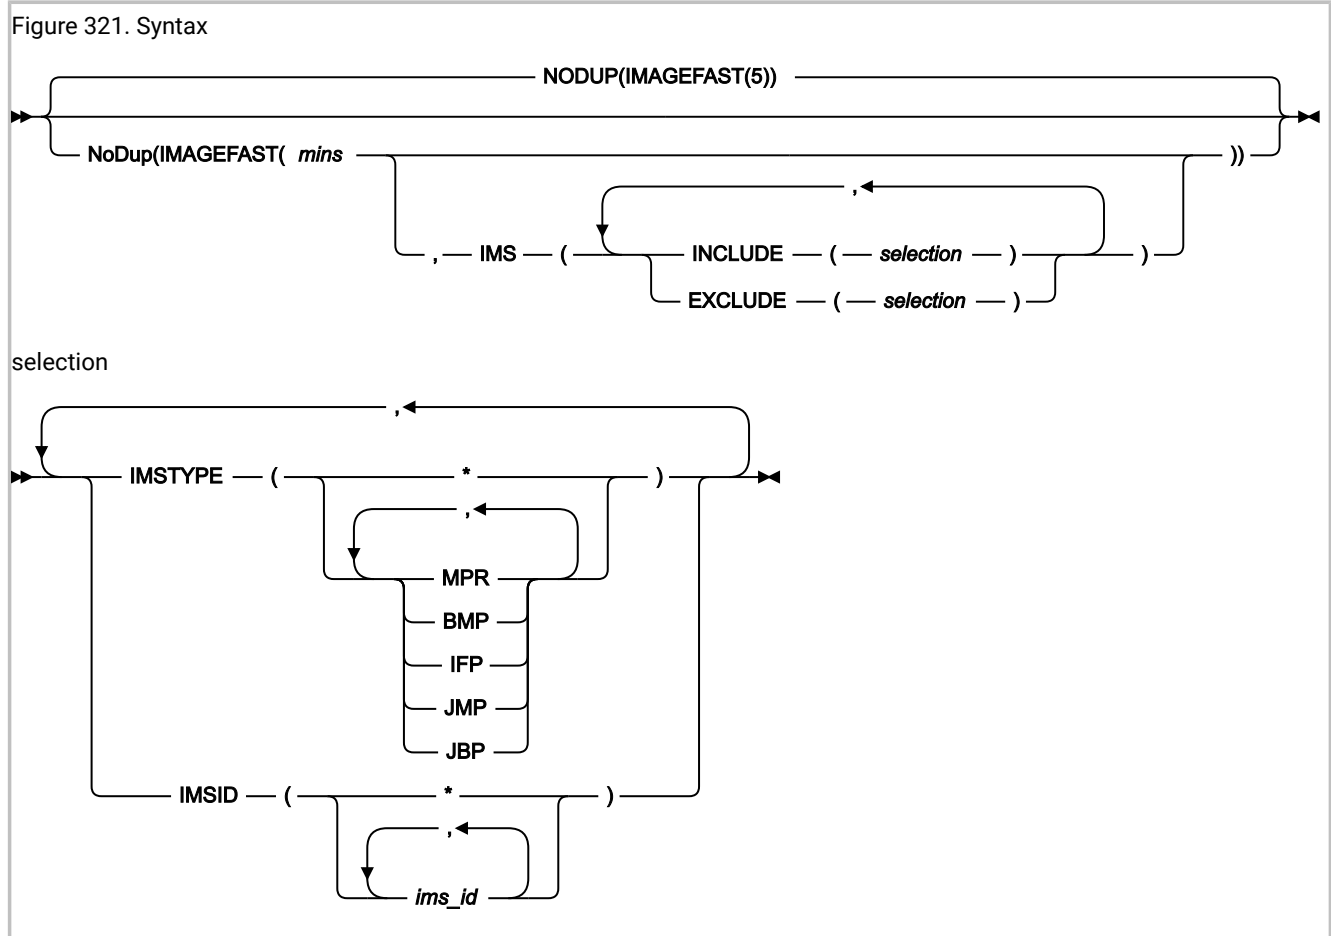 Figure 321. Syntax
NODUP(IMAGEFAST(5))
NoDup(IMAGEFAST( mins ))
,
, IMS ( INCLUDE ( selection ) )
EXCLUDE ( selection )
selection
,
IMSTYPE ( * )
,
MPR
BMP
IFP
JMP
JBP
IMSID ( * )
,
ims_id